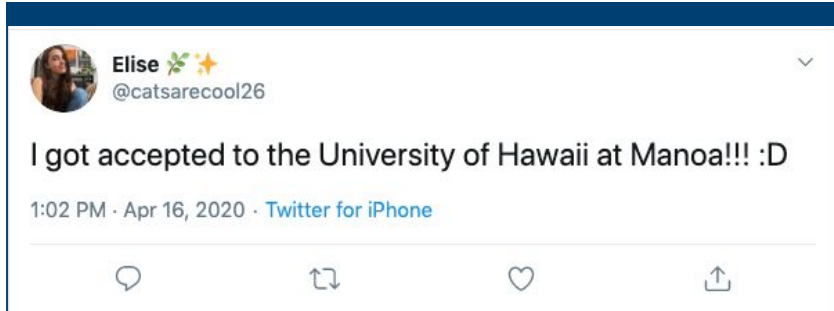 Elise 🌿✨
@catsarecool26
I got accepted to the University of Hawaii at Manoa!!! :D
1:02 PM · Apr 16, 2020 · Twitter for iPhone